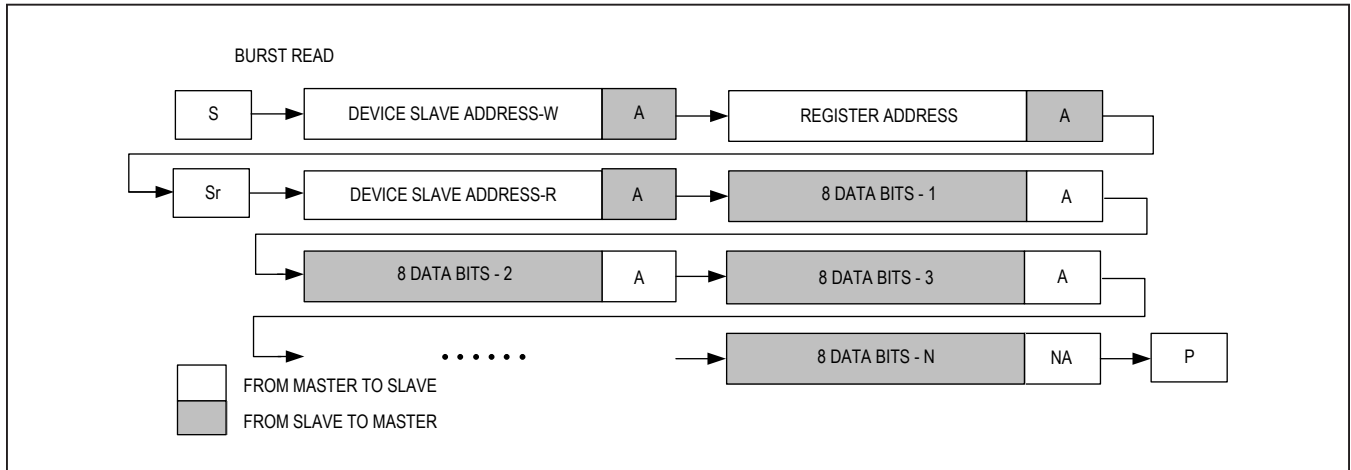 BURST READ
S DEVICE SLAVE ADDRESS-W A REGISTER ADDRESS A
Sr DEVICE SLAVE ADDRESS-R A 8 DATA BITS - 1 A
8 DATA BITS - 2 A 8 DATA BITS - 3 A
...... 8 DATA BITS - N NA P
FROM MASTER TO SLAVE
FROM SLAVE TO MASTER